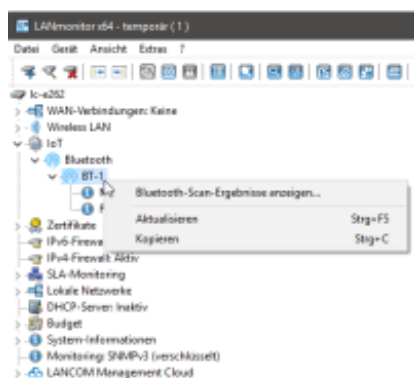 LANmonitor x64 - temporär ( 1 )
Datei Gerät Ansicht Extras ?
lc-e262
WAN-Verbindungen: Keine
Wireless LAN
IoT
Bluetooth
BT-1
Bluetooth-Scan-Ergebnisse anzeigen...
Aktualisieren Strg+F5
Kopieren Strg+C
Zertifikate
IPv6-Firewa
IPv4-Firewall: Aktiv
SLA-Monitoring
Lokale Netzwerke
DHCP-Server: Inaktiv
Budget
System-Informationen
Monitoring: SNMPv3 (verschlüsselt)
LANCOM Management Cloud